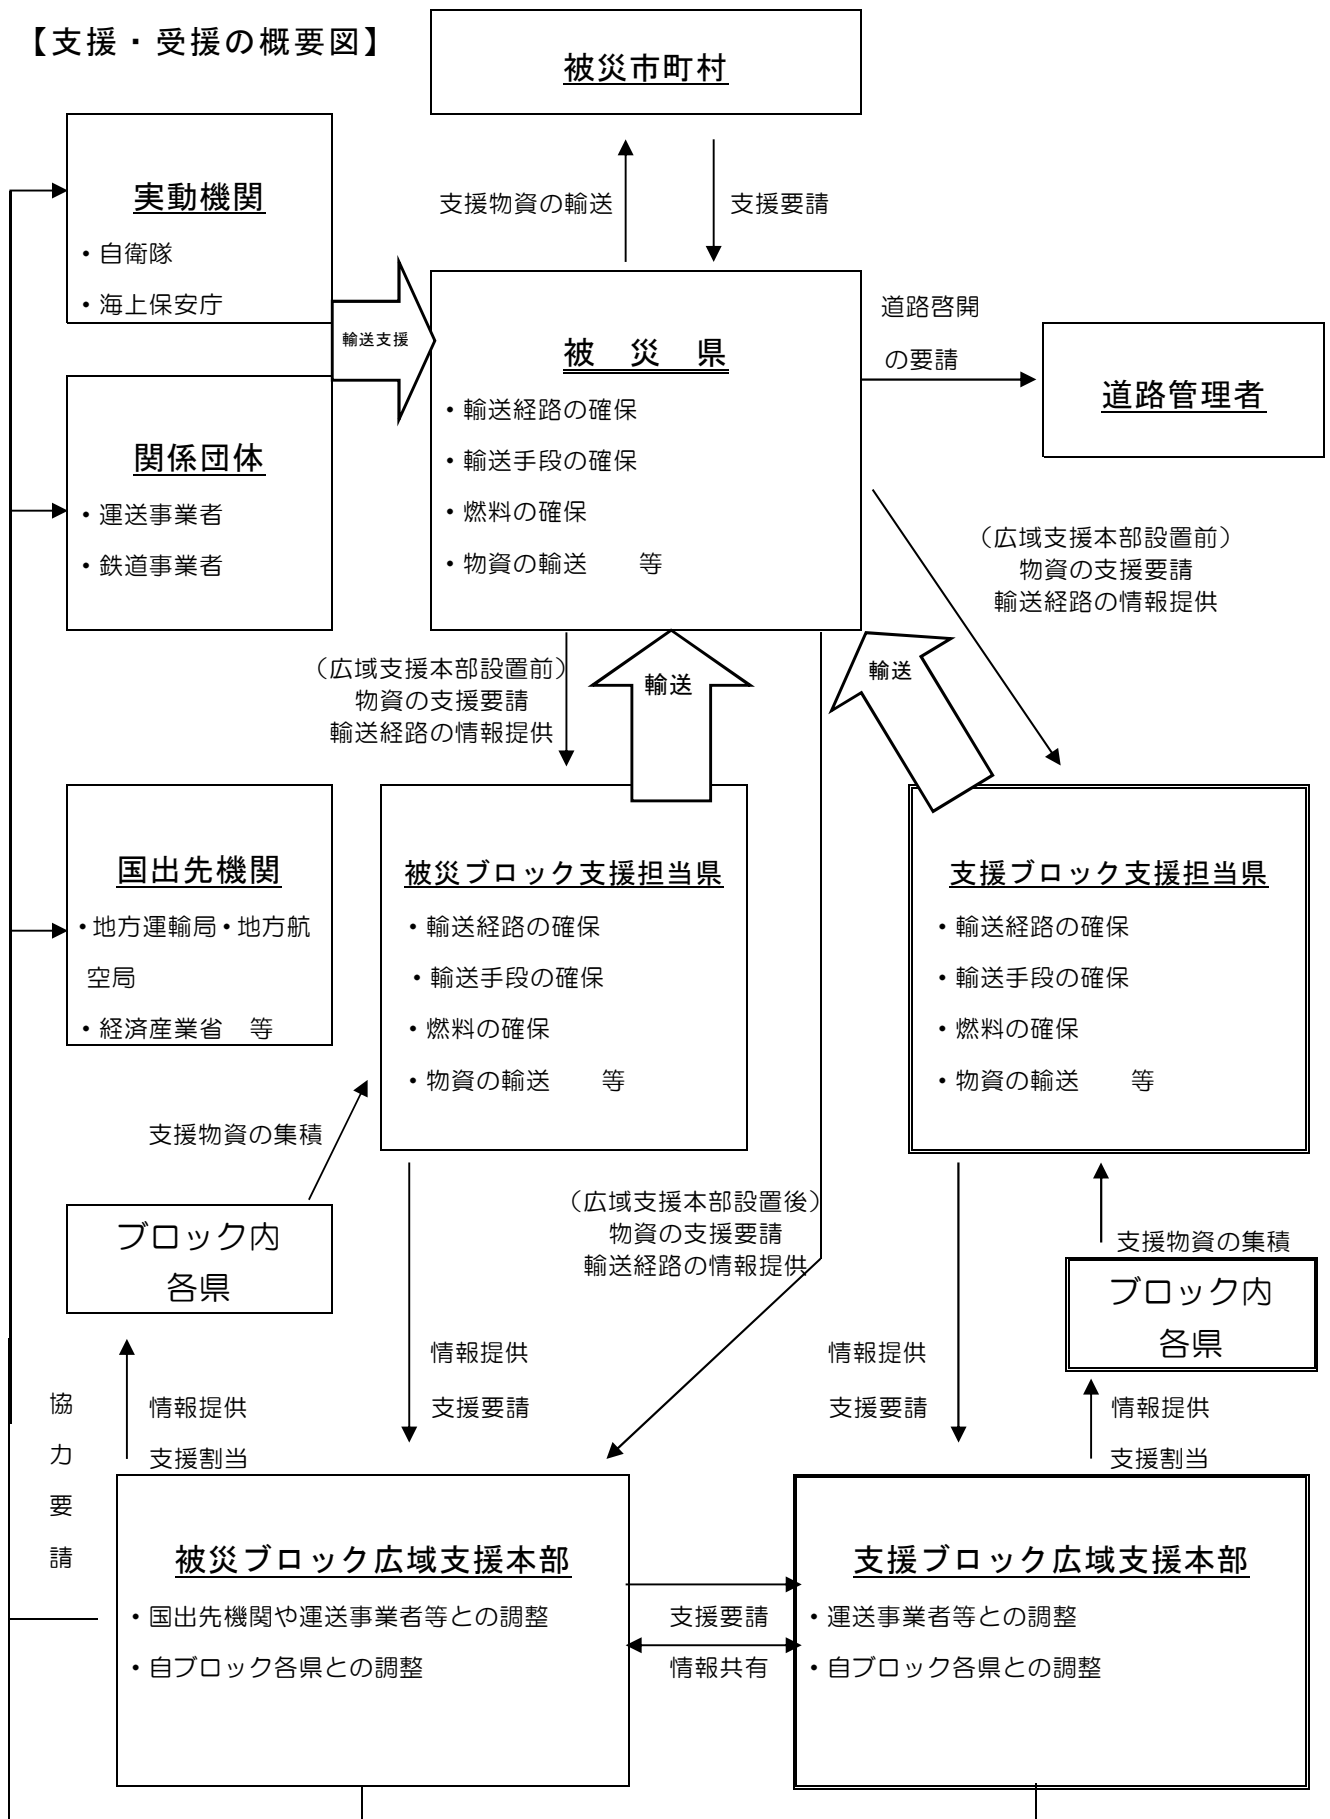 【支援・受援の概要図】
被災市町村
支援物資の輸送
支援要請
実動機関
・自衛隊
・海上保安庁
輸送支援
関係団体
・運送事業者
・鉄道事業者
被　災　県
・輸送経路の確保
・輸送手段の確保
・燃料の確保
・物資の輸送　　等
道路啓開
の要請
道路管理者
（広域支援本部設置前）
物資の支援要請
輸送経路の情報提供
（広域支援本部設置前）
物資の支援要請
輸送経路の情報提供
輸送
輸送
国出先機関
・地方運輸局・地方航
空局
・経済産業省　等
被災ブロック支援担当県
・輸送経路の確保
・輸送手段の確保
・燃料の確保
・物資の輸送　　等
支援ブロック支援担当県
・輸送経路の確保
・輸送手段の確保
・燃料の確保
・物資の輸送　　等
支援物資の集積
ブロック内
各県
（広域支援本部設置後）
物資の支援要請
輸送経路の情報提供
支援物資の集積
ブロック内
各県
協
力
要
請
情報提供
支援割当
情報提供
支援要請
情報提供
支援要請
情報提供
支援割当
被災ブロック広域支援本部
・国出先機関や運送事業者等との調整
・自ブロック各県との調整
支援要請
情報共有
支援ブロック広域支援本部
・運送事業者等との調整
・自ブロック各県との調整